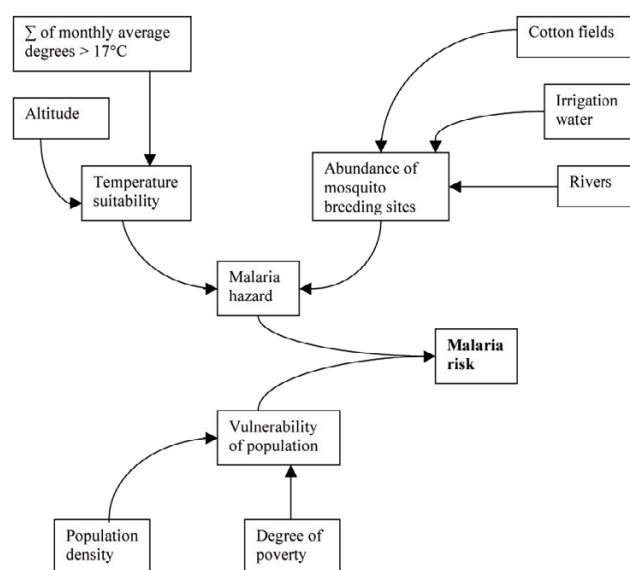 ∑ of monthly average
degrees > 17°C
Cotton fields
Altitude
Irrigation
water
Temperature
suitability
Abundance of
mosquito
breeding sites
Rivers
Malaria
hazard
Malaria
risk
Vulnerability
of population
Population
density
Degree of
poverty